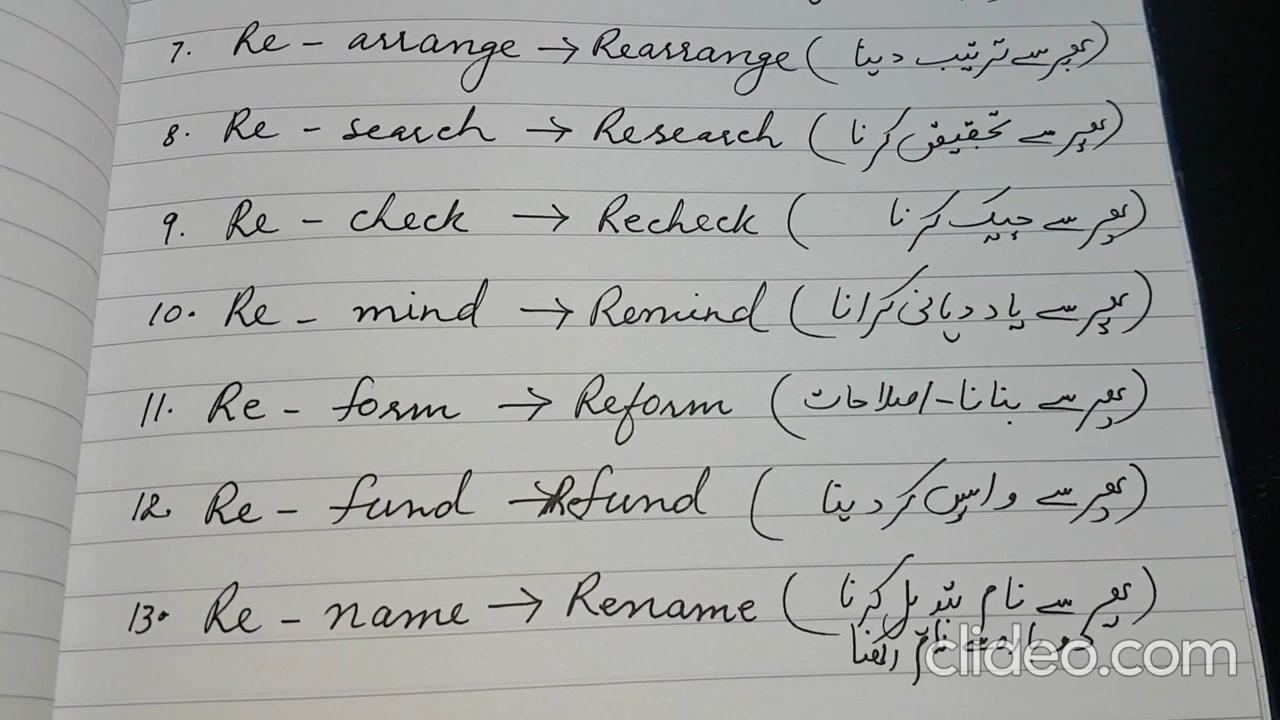 7. Re - arrange → Rearrange ( پھر سے ترتیب دینا )
8. Re - search → Research ( پھر سے تحقیق کرنا )
9. Re - check → Recheck ( پھر سے چیک کرنا )
10. Re - mind → Remind ( پھر سے یاد دہانی کرانا )
11. Re - form → Reform ( پھر سے بنانا - اصلاحات )
12. Re - fund → Refund ( پھر سے واپس کر دینا )
13. Re - name → Rename ( پھر سے نام تبدیل کرنا )
نام رکھنا
clideo.com